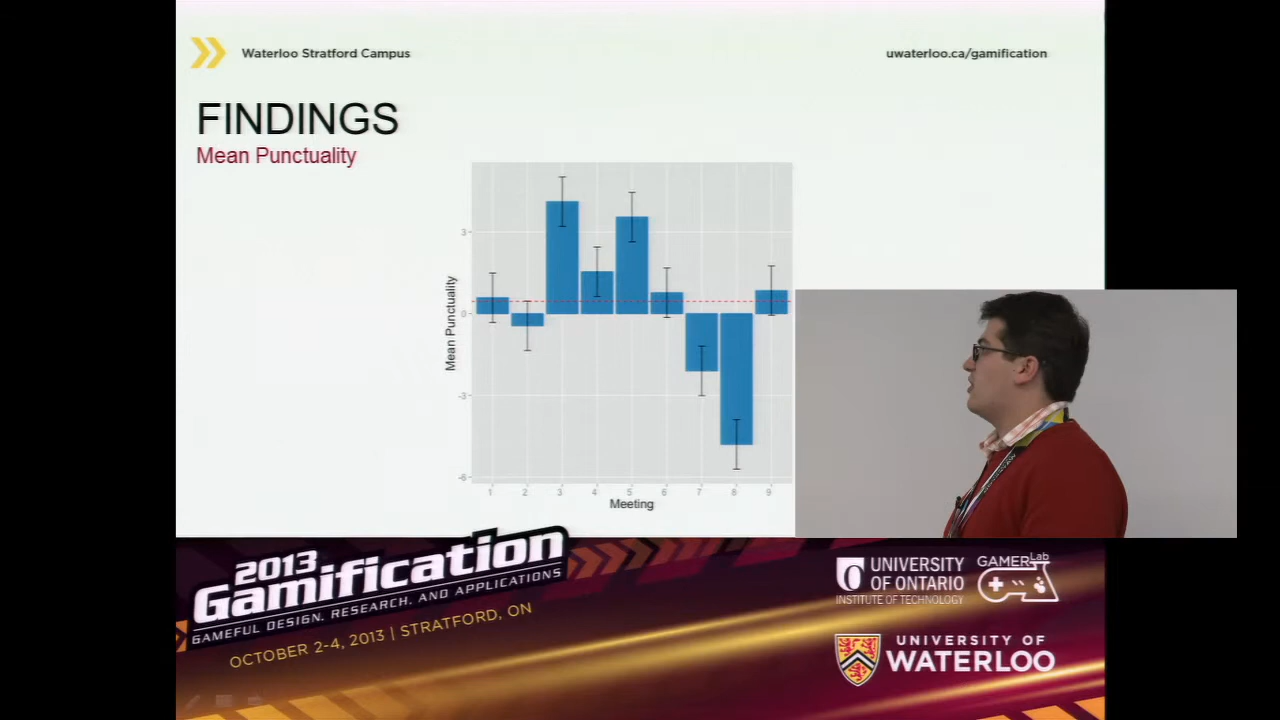 Waterloo Stratford Campus
uwaterloo.ca/gamification
FINDINGS
Mean Punctuality
3
0
-3
-6
Mean Punctuality
1 2 3 4 5 6 7 8 9
Meeting
2013
Gamification
GAMEFUL DESIGN, RESEARCH, AND APPLICATIONS
OCTOBER 2-4, 2013 | STRATFORD, ON
UNIVERSITY
OF ONTARIO
INSTITUTE OF TECHNOLOGY
GAMERLab
UNIVERSITY OF
WATERLOO